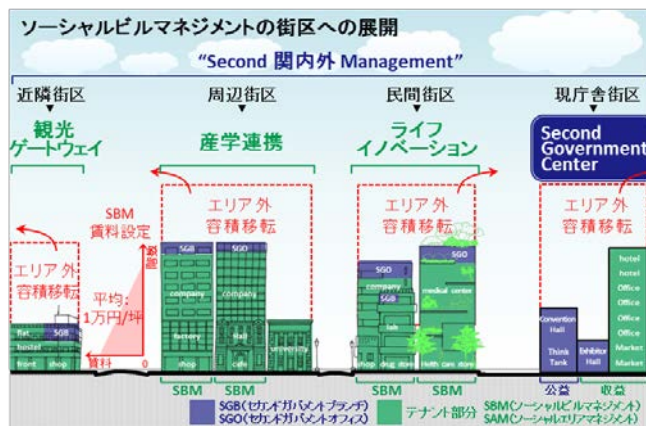 ソーシャルビルマネジメントの街区への展開
“Second 関内外 Management”
近隣街区
周辺街区
民間街区
現庁舎街区
観光
ゲートウェイ
産学連携
ライフ
イノベーション
Second
Government
Center
エリア外
容積移転
エリア外
容積移転
エリア外
容積移転
エリア外
容積移転
SBM
賃料設定
平均:
1万円/坪
賃料
0
flat
SGB
hostel
front
shop
SGB
SGO
company
company
factory
Hall
university
shop
cafe
SGO
SGO
company
SGB
medical center
lab
shop
drug store
Helth care store
hotel
hotel
Office
Office
Office
Office
Market
Market
Convention
Hall
Think
Tank
Exhibition
Hall
SBM
SBM
SBM
SBM
公益
収益
SGB(セカンドガバメントブランチ)
SGO(セカンドガバメントオフィス)
テナント部分
SBM(ソーシャルビルマネジメント)
SAM(ソーシャルエリアマネジメント)